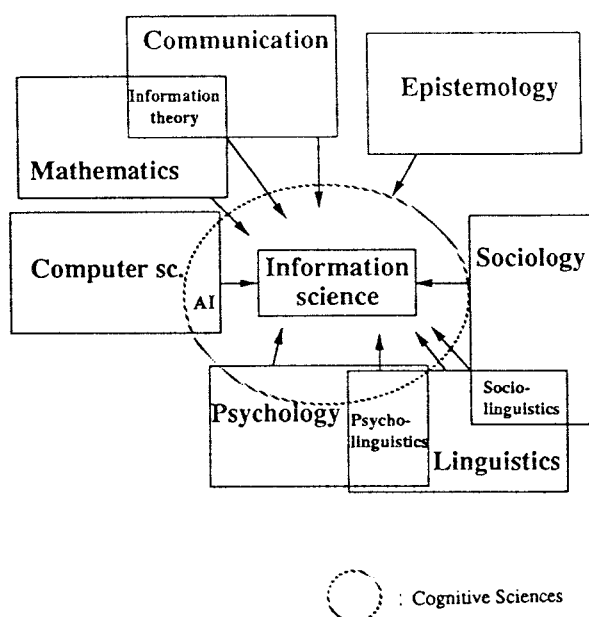 Communication
Epistemology
Information
theory
Mathematics
Computer sc.
AI
Information
science
Sociology
Psychology
Psycho-
linguistics
Socio-
linguistics
Linguistics
: Cognitive Sciences